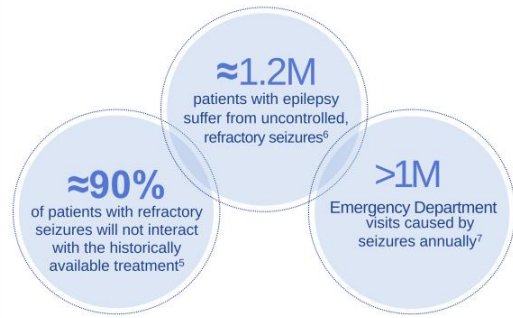 ≈1.2M
patients with epilepsy
suffer from uncontrolled,
refractory seizures⁶
≈90%
of patients with refractory
seizures will not interact
with the historically
available treatment⁵
>1M
Emergency Department
visits caused by
seizures annually⁷